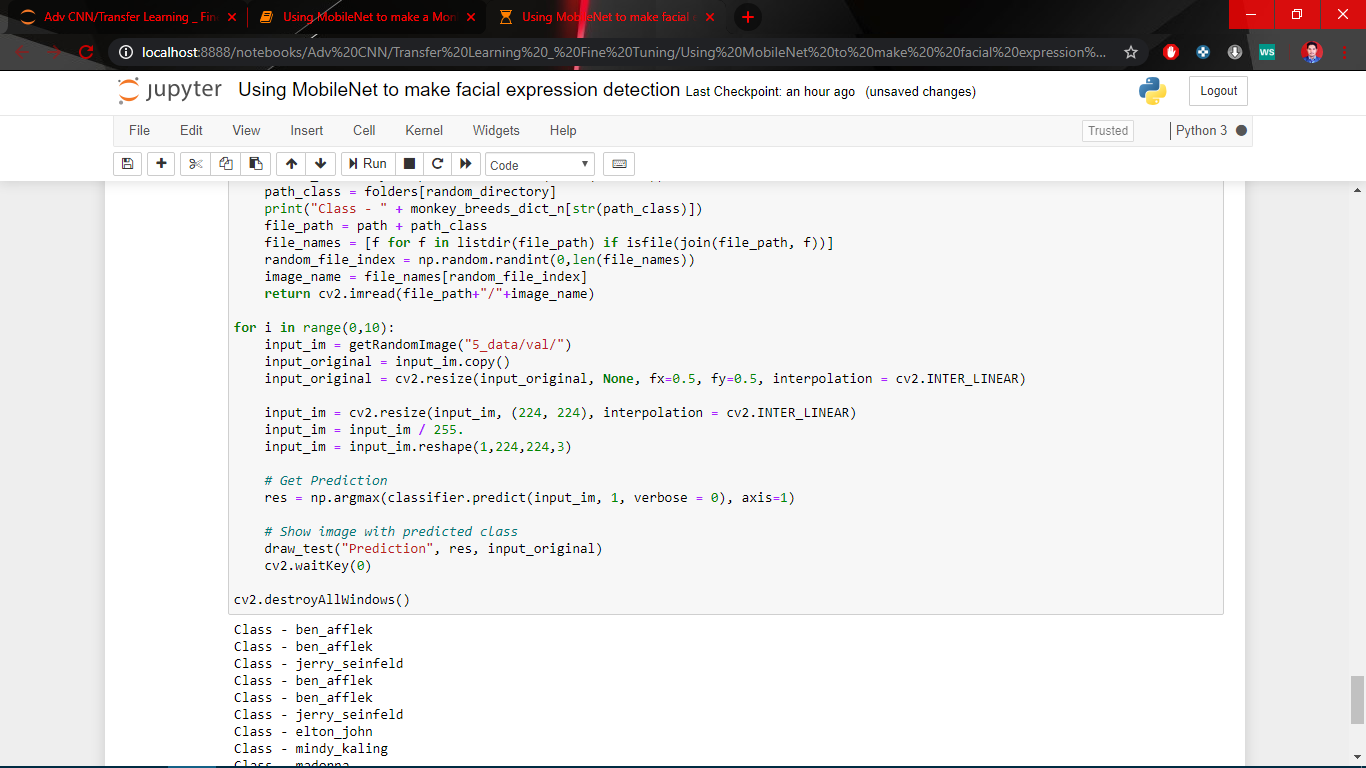 Adv CNN/Transfer Learning _ Fin
Using MobileNet to make a Mon
Using MobileNet to make facial
localhost:8888/notebooks/Adv%20CNN/Transfer%20Learning%20_%20Fine%20Tuning/Using%20MobileNet%20to%20make%20%20facial%20expression%...
WS
jupyter Using MobileNet to make facial expression detection Last Checkpoint: an hour ago (unsaved changes)
Logout
File Edit View Insert Cell Kernel Widgets Help
Trusted
Python 3
Run
Code
path_class = folders[random_directory]
print("Class - " + monkey_breeds_dict_n[str(path_class)])
file_path = path + path_class
file_names = [f for f in listdir(file_path) if isfile(join(file_path, f))]
random_file_index = np.random.randint(0,len(file_names))
image_name = file_names[random_file_index]
return cv2.imread(file_path+"/"+image_name)
for i in range(0,10):
input_im = getRandomImage("5_data/val/")
input_original = input_im.copy()
input_original = cv2.resize(input_original, None, fx=0.5, fy=0.5, interpolation = cv2.INTER_LINEAR)
input_im = cv2.resize(input_im, (224, 224), interpolation = cv2.INTER_LINEAR)
input_im = input_im / 255.
input_im = input_im.reshape(1,224,224,3)
# Get Prediction
res = np.argmax(classifier.predict(input_im, 1, verbose = 0), axis=1)
# Show image with predicted class
draw_test("Prediction", res, input_original)
cv2.waitKey(0)
cv2.destroyAllWindows()
Class - ben_afflek
Class - ben_afflek
Class - jerry_seinfeld
Class - ben_afflek
Class - ben_afflek
Class - jerry_seinfeld
Class - elton_john
Class - mindy_kaling
Class - madonna